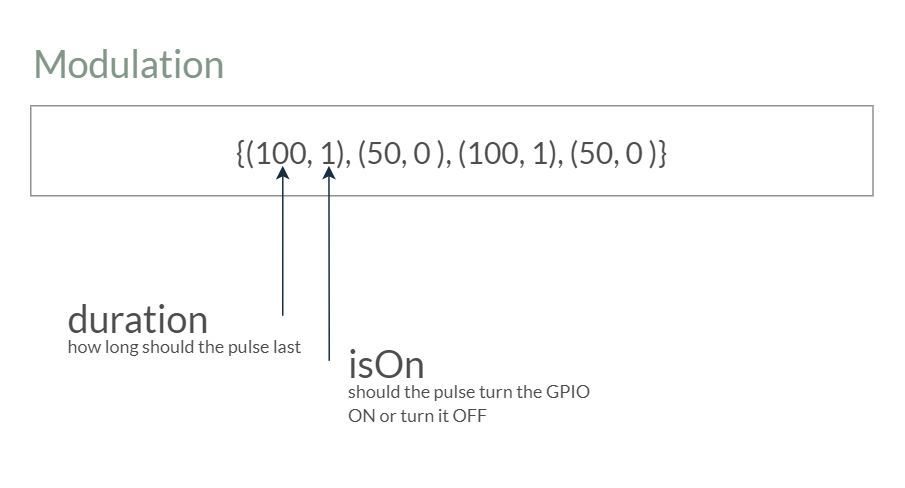 Modulation
{(100, 1), (50, 0 ), (100, 1), (50, 0 )}
duration
how long should the pulse last
isOn
should the pulse turn the GPIO
ON or turn it OFF